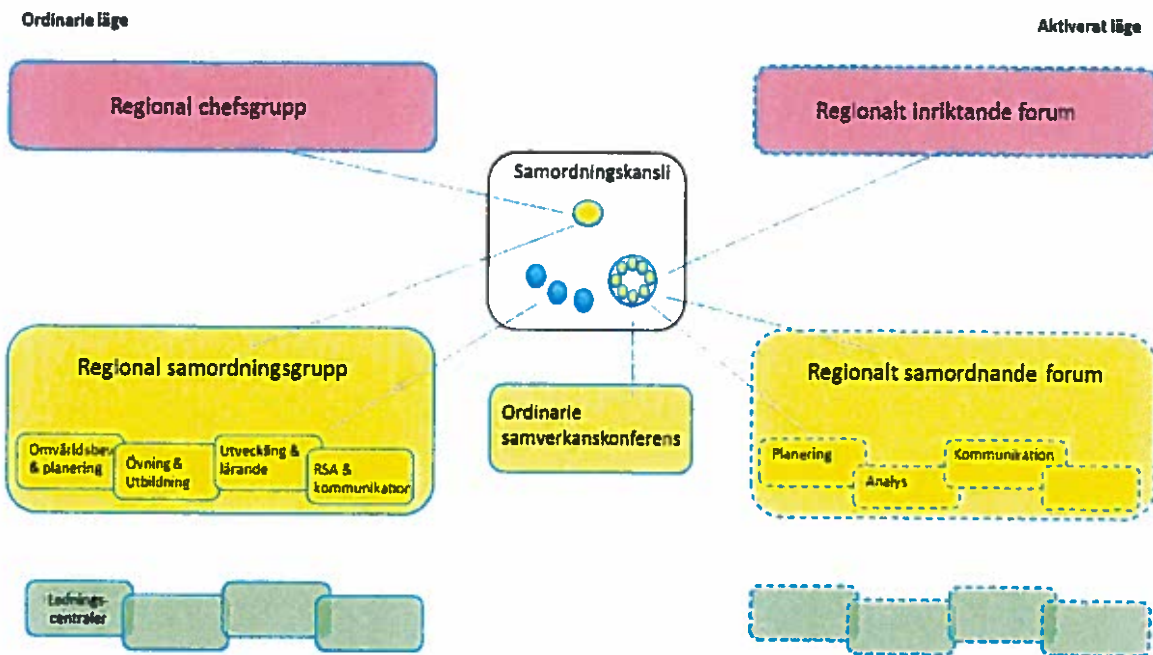 Ordinarie läge
Aktiverat läge
Regional chefsgrupp
Regionalt inriktande forum
Samordningskansli
Regional samordningsgrupp
Omvärldsbev
& planering
Övning &
Utbildning
Utveckling &
lärande
RSA &
kommunikation
Ordinarie
samverkanskonferens
Regionalt samordnande forum
Planering
Analys
Kommunikation
Lednings-
centraler